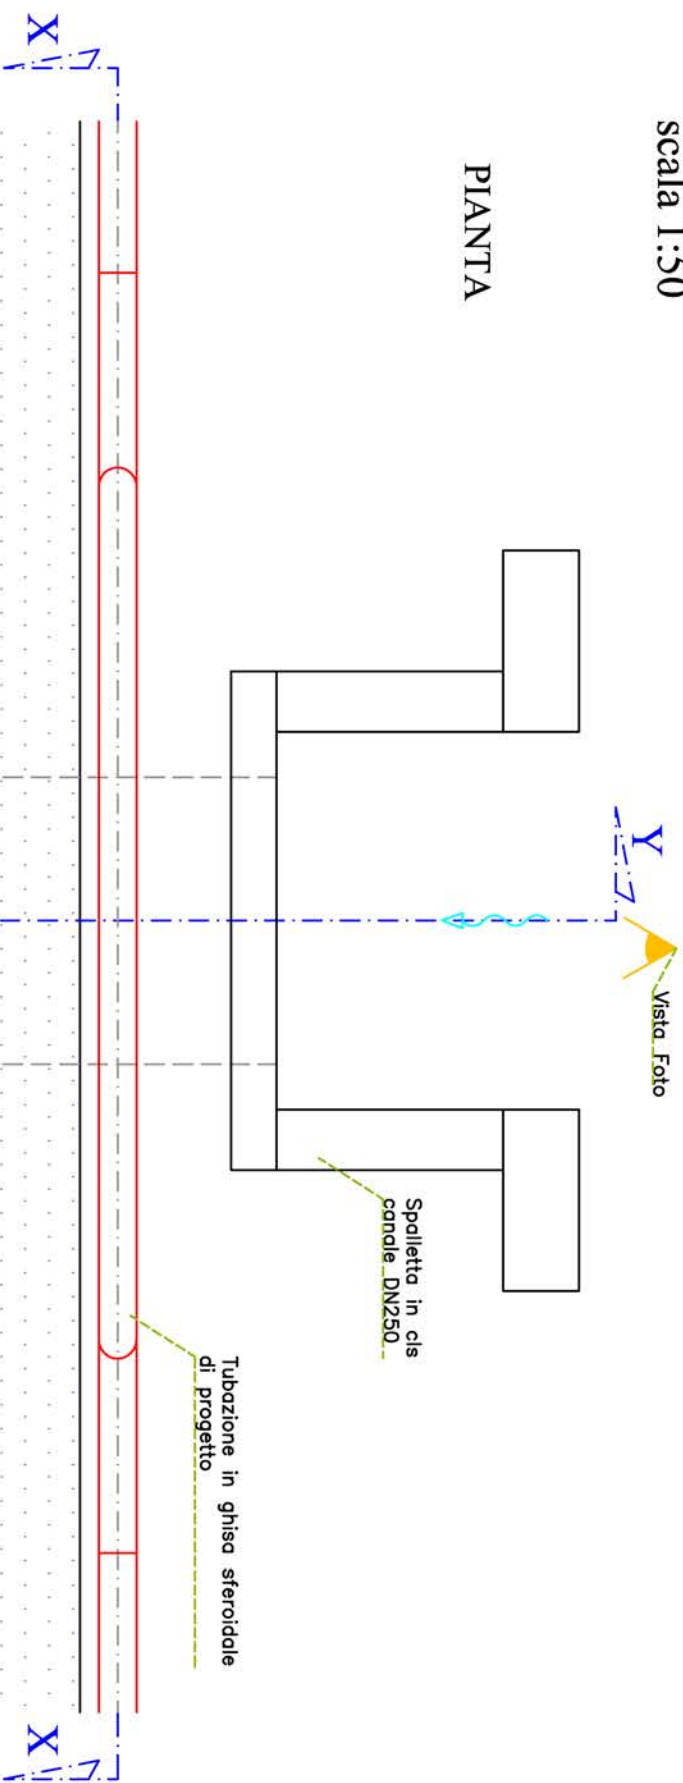 scala 1:50
PIANTA
Y
Vista Foto
Spalletta in cls
canale DN250
Tubazione in ghisa sferoidale
di progetto
X
X